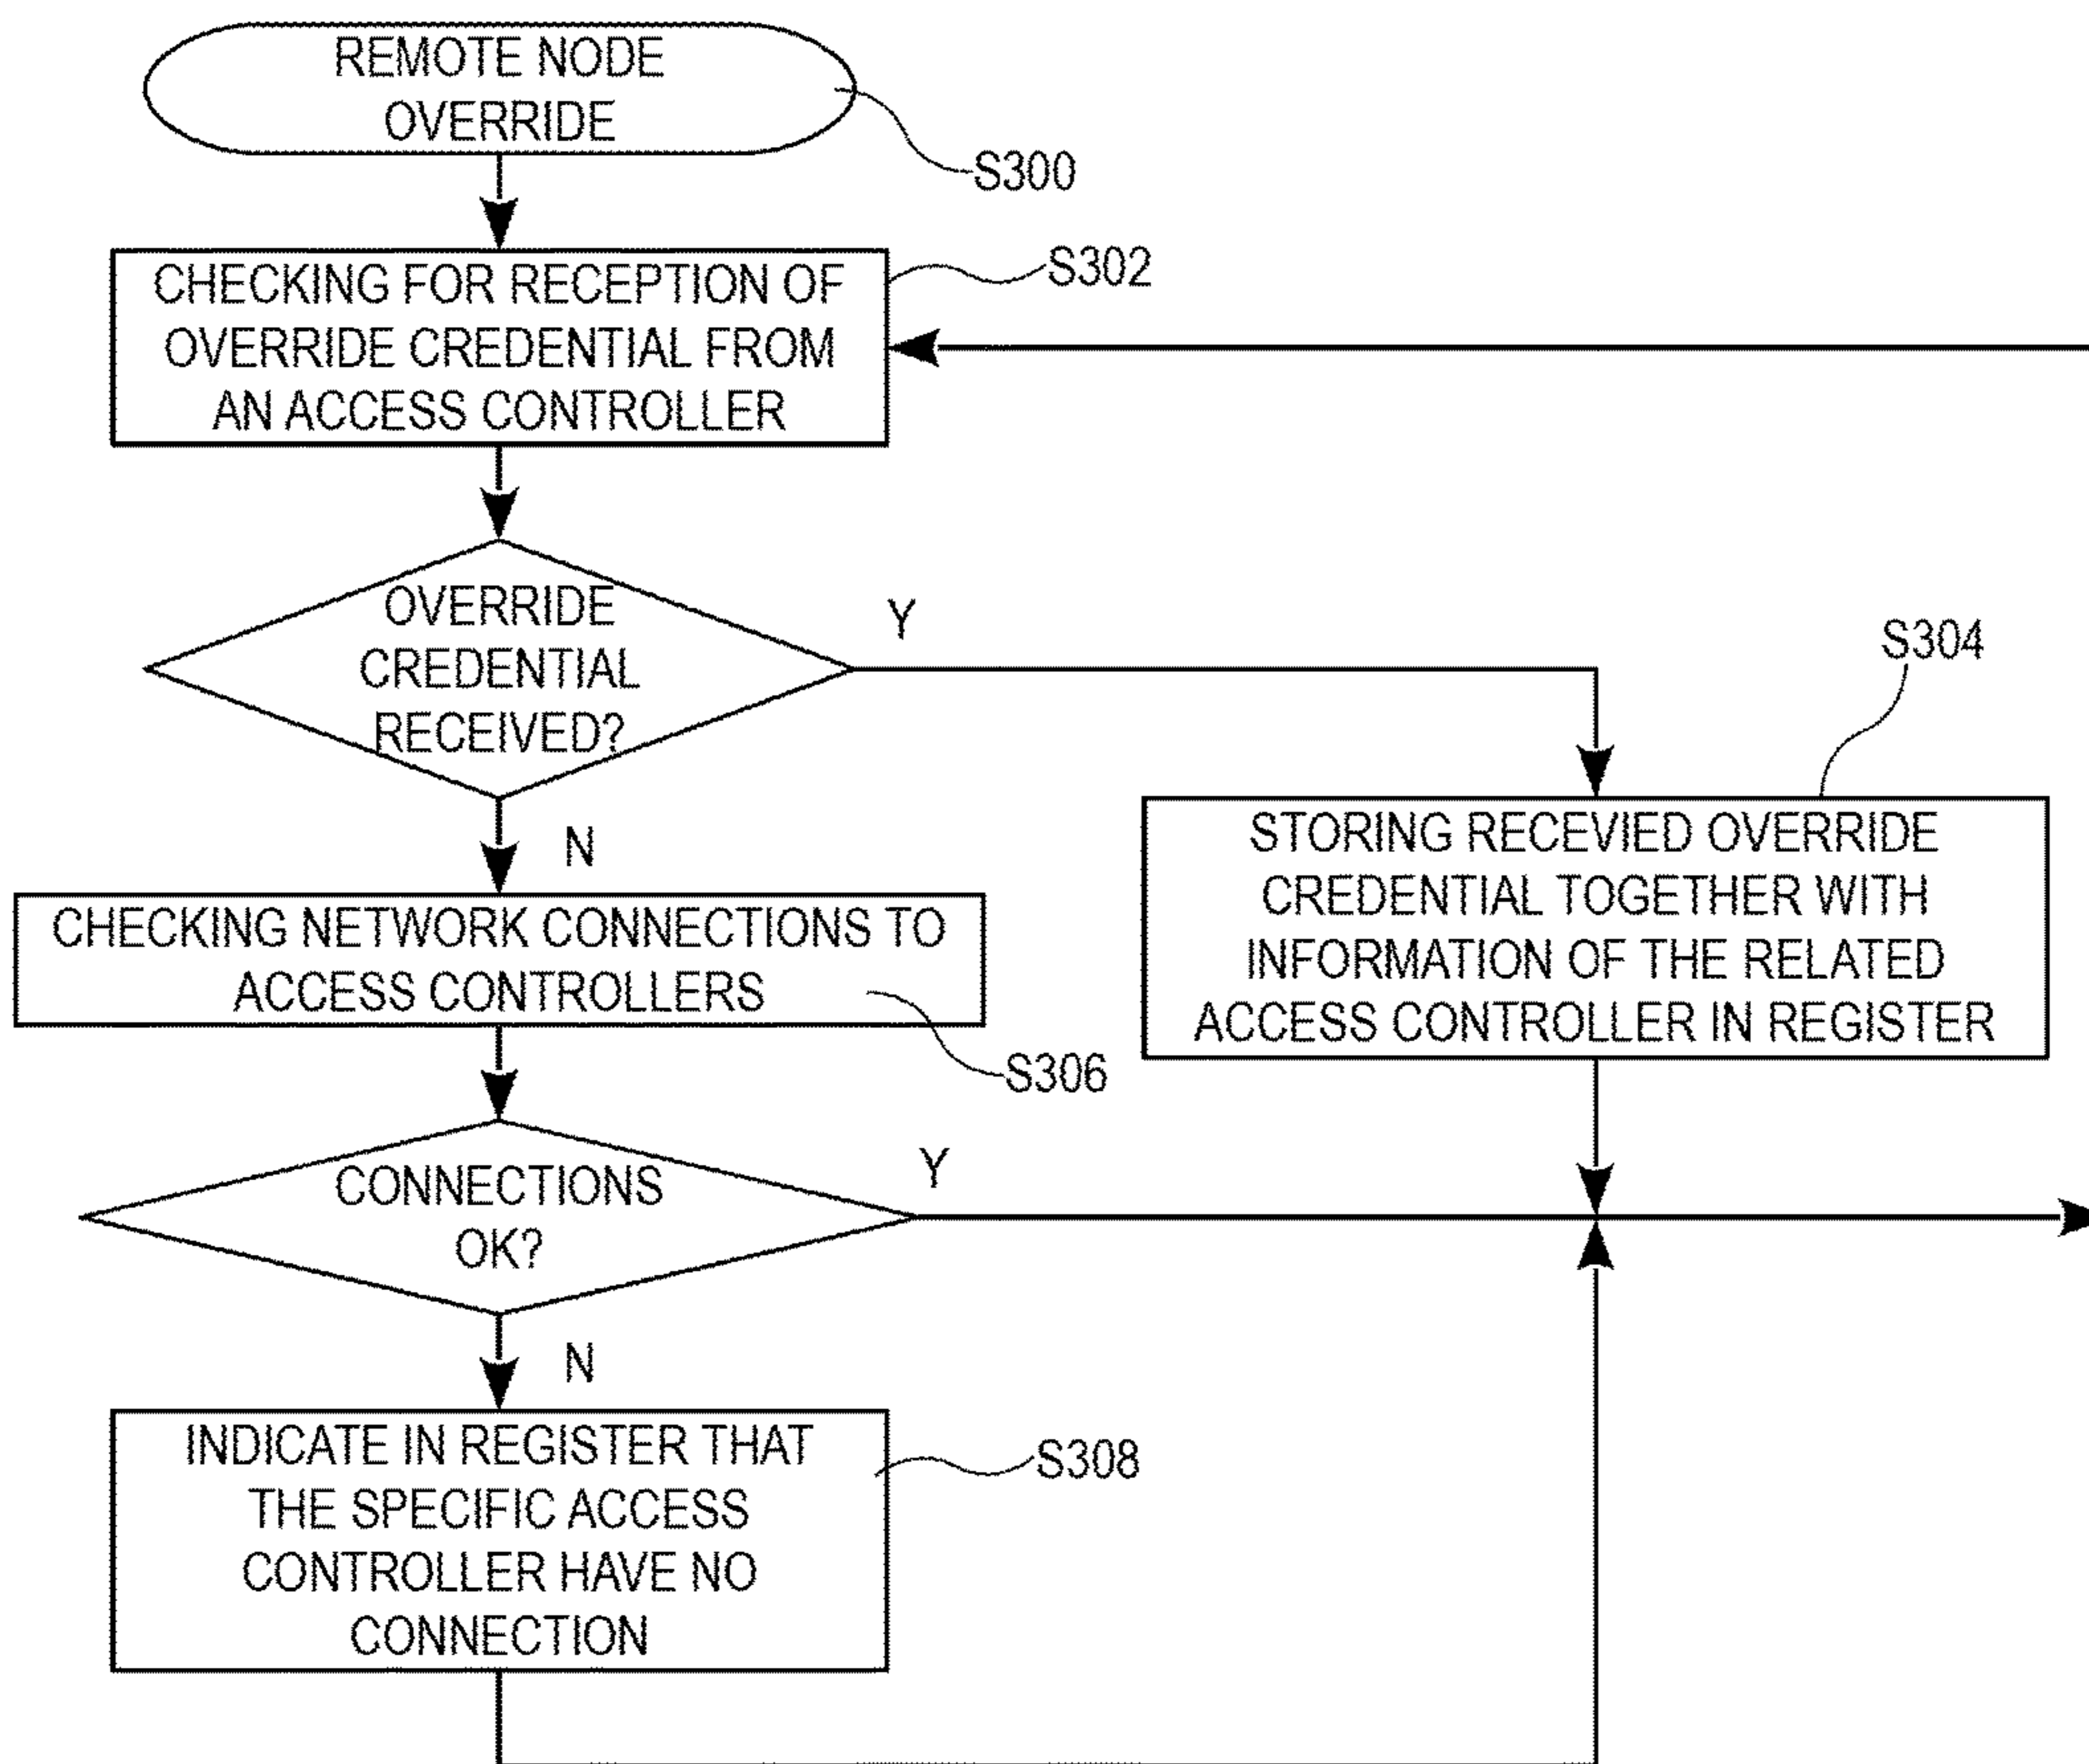 REMOTE NODE
OVERRIDE
S300
CHECKING FOR RECEPTION OF
OVERRIDE CREDENTIAL FROM
AN ACCESS CONTROLLER
S302
OVERRIDE
CREDENTIAL
RECEIVED?
Y
N
S304
STORING RECEVIED OVERRIDE
CREDENTIAL TOGETHER WITH
INFORMATION OF THE RELATED
ACCESS CONTROLLER IN REGISTER
CHECKING NETWORK CONNECTIONS TO
ACCESS CONTROLLERS
S306
CONNECTIONS
OK?
Y
N
INDICATE IN REGISTER THAT
THE SPECIFIC ACCESS
CONTROLLER HAVE NO
CONNECTION
S308